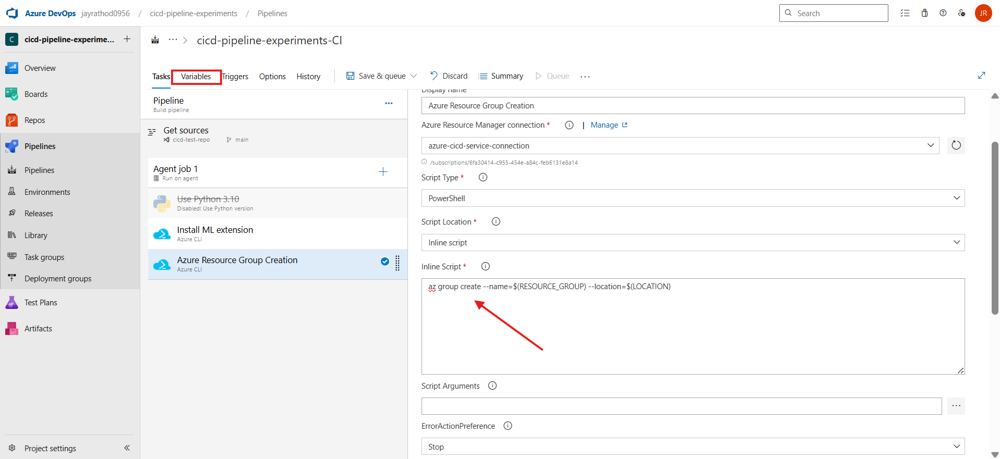 Azure DevOps jayrathod0956 / cicd-pipeline-experiments / Pipelines
Search
JR
C cicd-pipeline-experime... +
Overview
Boards
Repos
Pipelines
Pipelines
Environments
Releases
Library
Task groups
Deployment groups
Test Plans
Artifacts
Project settings
... > cicd-pipeline-experiments-CI
Tasks Variables Triggers Options History Save & queue Discard Summary Queue ...
Pipeline
Build pipeline
Get sources
cicd-test-repo main
Agent job 1
Run on agent
Use Python 3.10
Disabled: Use Python version
Install ML extension
Azure CLI
Azure Resource Group Creation
Azure CLI
Display name
Azure Resource Group Creation
Azure Resource Manager connection * | Manage
azure-cicd-service-connection
/subscriptions/6fa30414-c955-454e-a84c-feb6131e8a14
Script Type *
PowerShell
Script Location *
Inline script
Inline Script *
az group create --name=$(RESOURCE_GROUP) --location=$(LOCATION)
Script Arguments
...
ErrorActionPreference
Stop